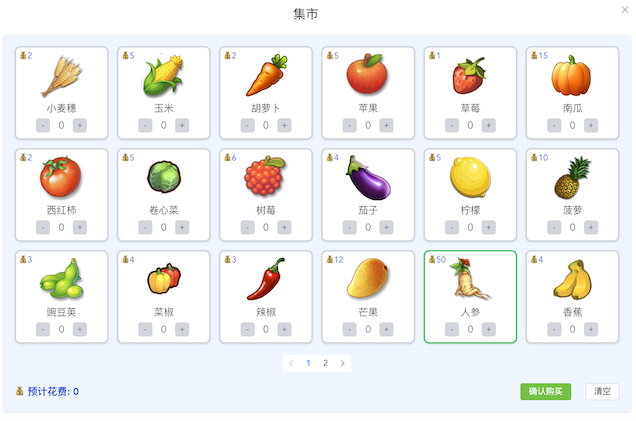 集市
2 5 2 5 1 15
小麦穗 玉米 胡萝卜 苹果 草莓 南瓜
- 0 + - 0 + - 0 + - 0 + - 0 + - 0 +
2 5 6 4 5 10
西红柿 卷心菜 树莓 茄子 柠檬 菠萝
- 0 + - 0 + - 0 + - 0 + - 0 + - 0 +
3 4 3 12 50 4
豌豆荚 菜椒 辣椒 芒果 人参 香蕉
- 0 + - 0 + - 0 + - 0 + - 0 + - 0 +
1 2
预计花费: 0 确认购买 清空